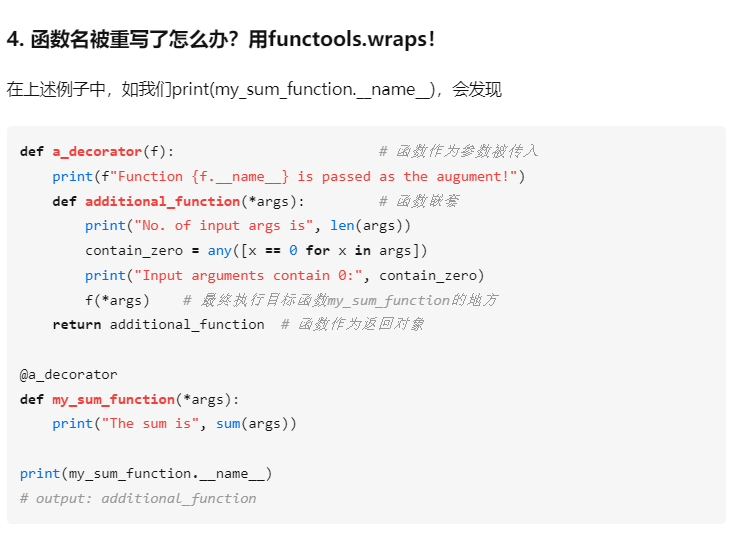 4. 函数名被重写了怎么办？用functools.wraps！
在上述例子中，如我们print(my_sum_function.__name__)，会发现
def a_decorator(f):                         # 函数作为参数被传入
    print(f"Function {f.__name__} is passed as the augument!")
    def additional_function(*args):         # 函数嵌套
        print("No. of input args is", len(args))
        contain_zero = any([x == 0 for x in args])
        print("Input arguments contain 0:", contain_zero)
        f(*args)    # 最终执行目标函数my_sum_function的地方
    return additional_function  # 函数作为返回对象
@a_decorator
def my_sum_function(*args):
    print("The sum is", sum(args))
print(my_sum_function.__name__)
# output: additional_function